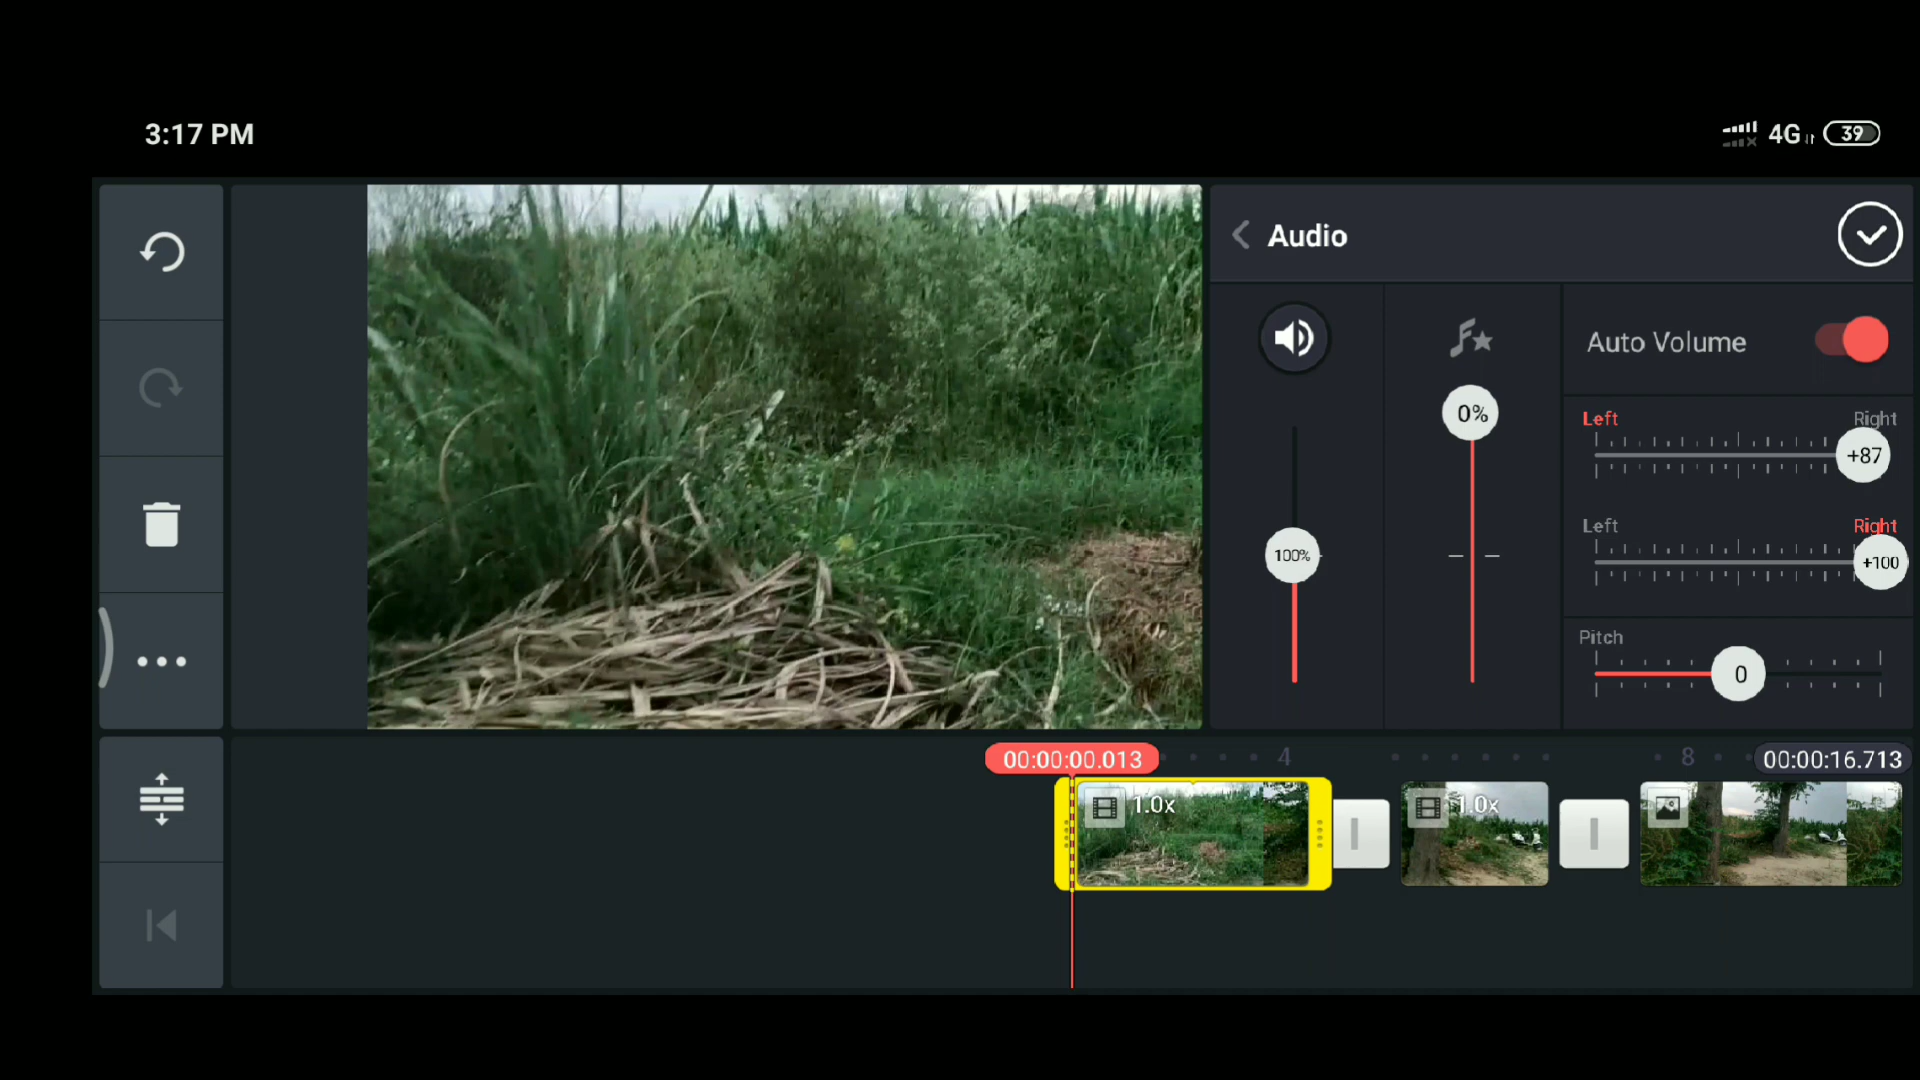 3:17 PM
4G 39
Audio
Auto Volume
0%
Left Right
+87
100%
Left Right
+100
Pitch
0
00:00:00.013 4 8 00:00:16.713
1.0x 1.0x